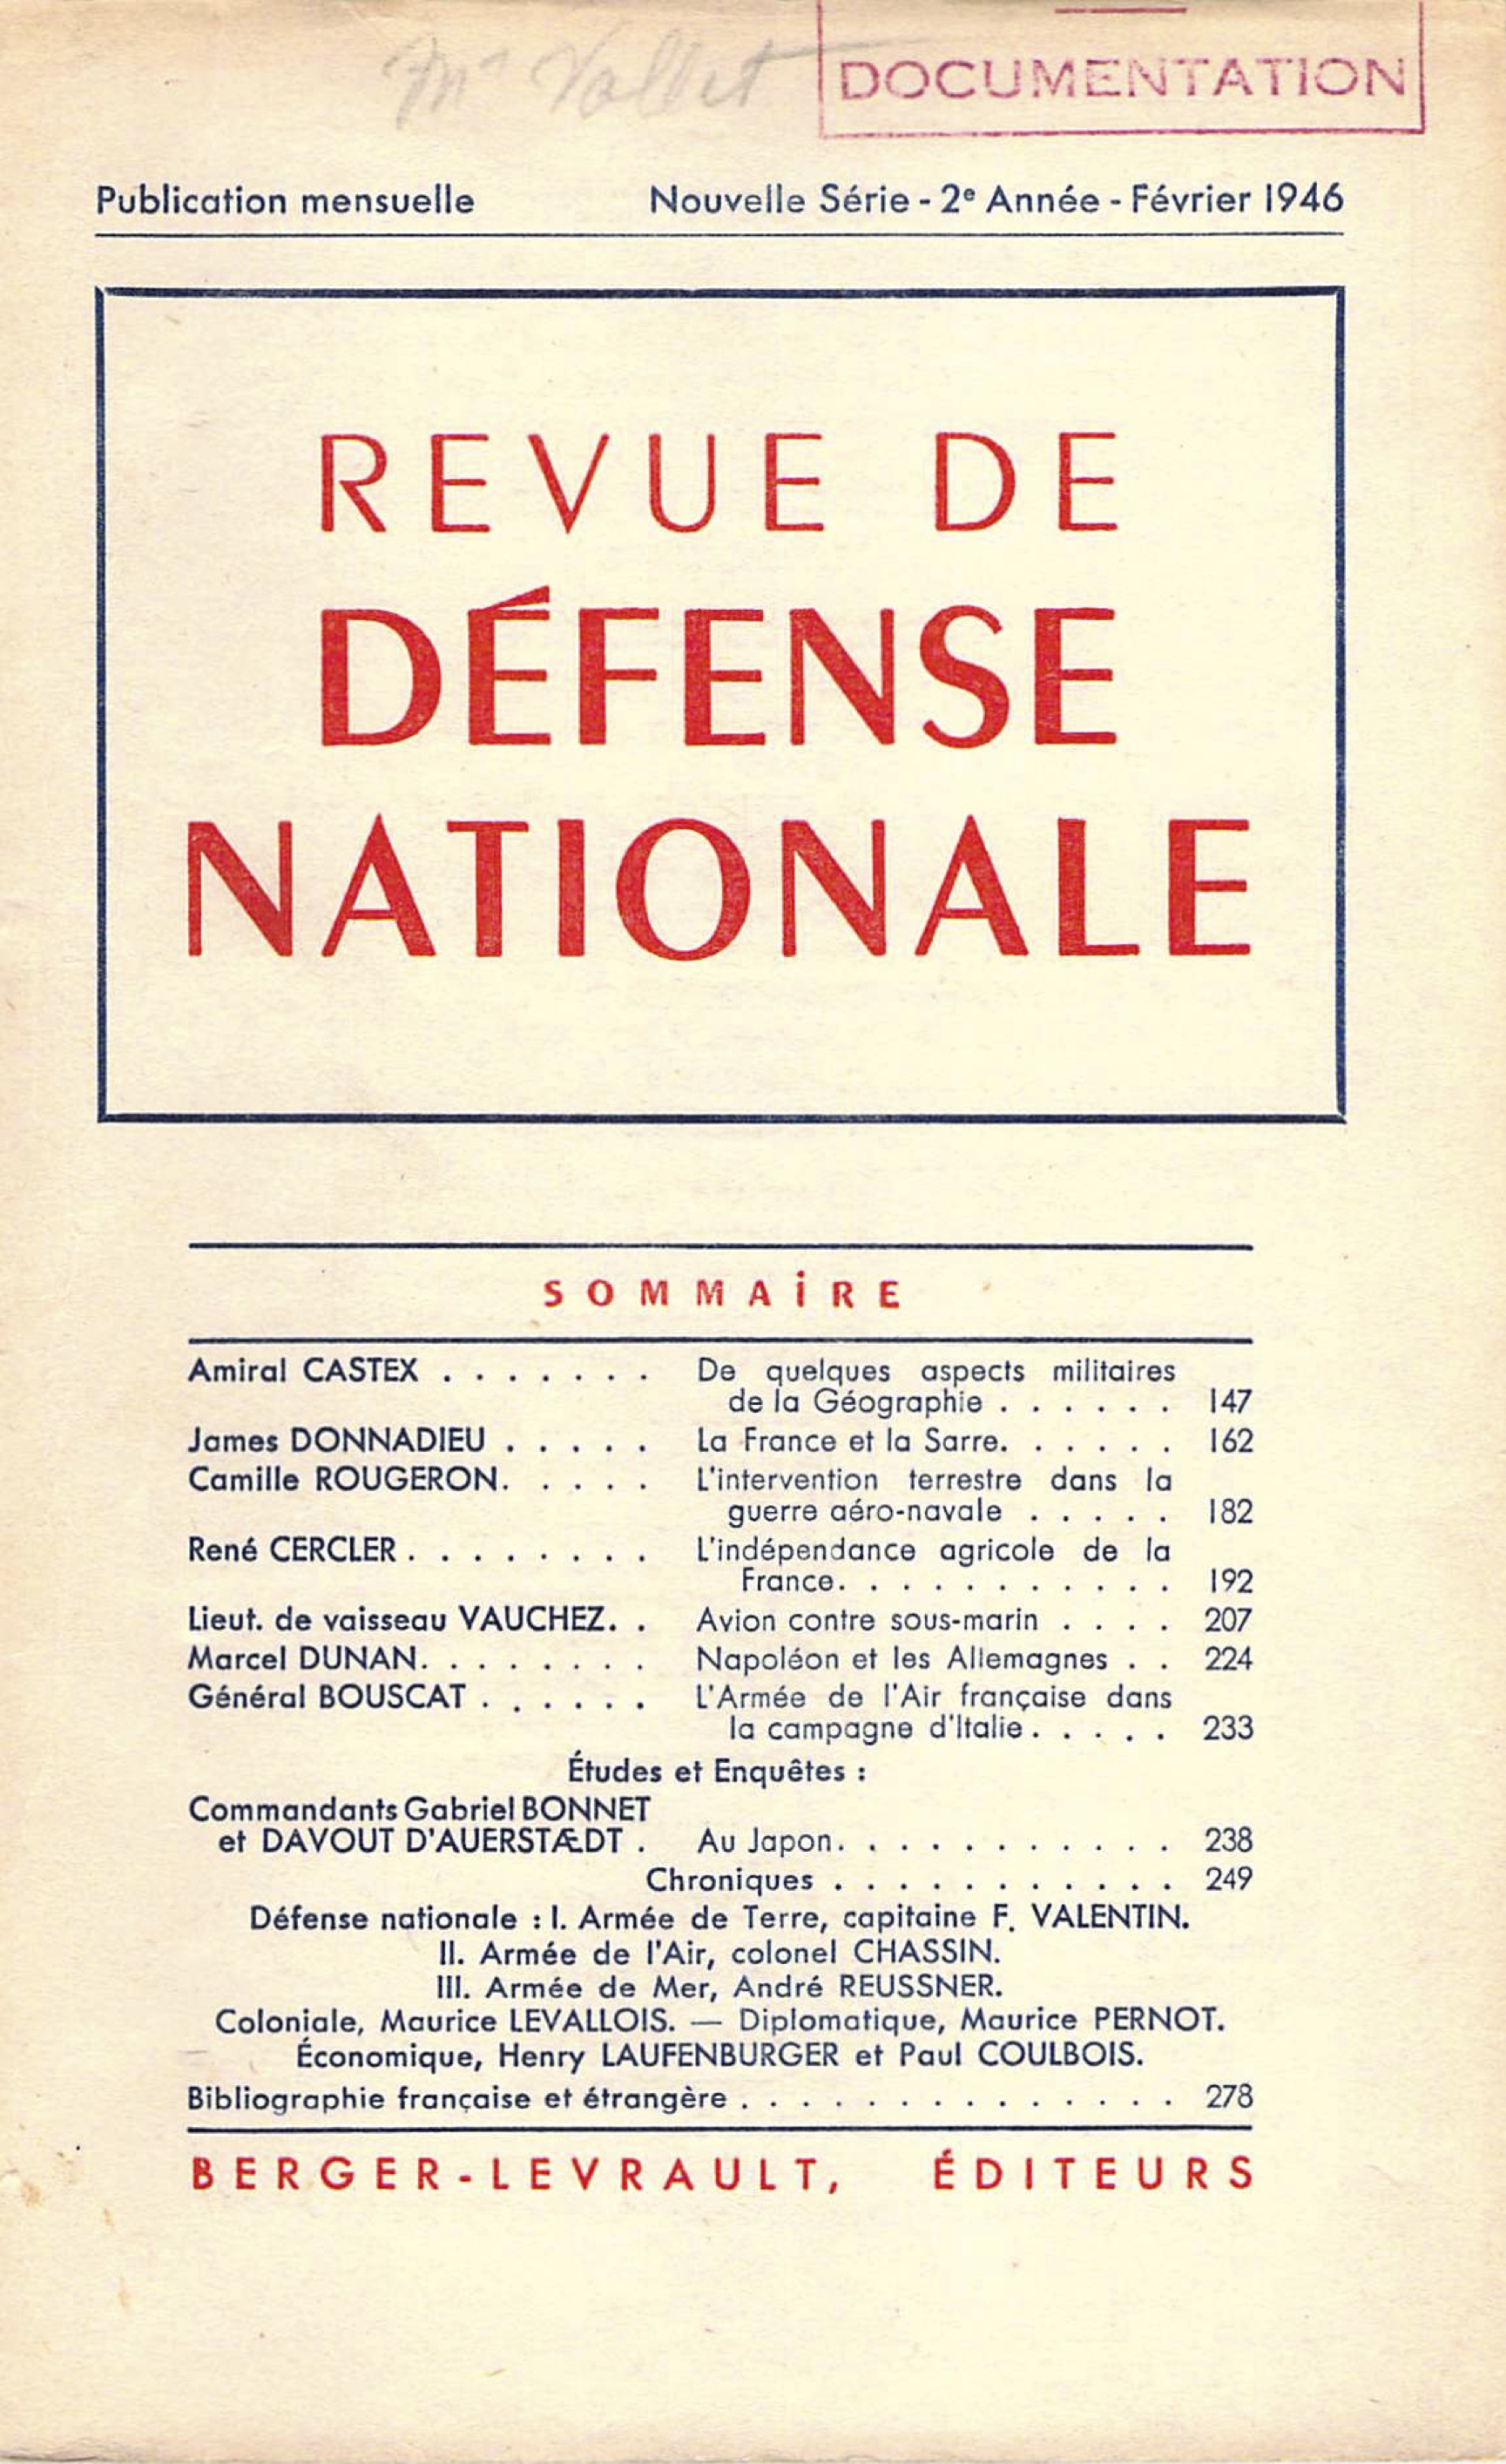 DOCUMENTATION
Publication mensuelle Nouvelle Série - 2e Année - Février 1946
REVUE DE
DÉFENSE
NATIONALE
SOMMAiRE
Amiral CASTEX . . . . . . . De quelques aspects militaires
de la Géographie . . . . . . 147
James DONNADIEU . . . . . La France et la Sarre. . . . . . 162
Camille ROUGERON. . . . . L'intervention terrestre dans la
guerre aéro-navale . . . . . 182
René CERCLER . . . . . . . . L'indépendance agricole de la
France. . . . . . . . . . . 192
Lieut. de vaisseau VAUCHEZ. . Avion contre sous-marin . . . . 207
Marcel DUNAN. . . . . . . . Napoléon et les Allemagnes . . 224
Général BOUSCAT . . . . . . L'Armée de l'Air française dans
la campagne d'Italie . . . . . 233
Études et Enquêtes :
Commandants Gabriel BONNET
et DAVOUT D'AUERSTÆDT . Au Japon. . . . . . . . . . . 238
Chroniques . . . . . . . . . . . 249
Défense nationale : I. Armée de Terre, capitaine F. VALENTIN.
II. Armée de l'Air, colonel CHASSIN.
III. Armée de Mer, André REUSSNER.
Coloniale, Maurice LEVALLOIS. — Diplomatique, Maurice PERNOT.
Économique, Henry LAUFENBURGER et Paul COULBOIS.
Bibliographie française et étrangère . . . . . . . . . . . . . . 278
BERGER-LEVRAULT, ÉDITEURS